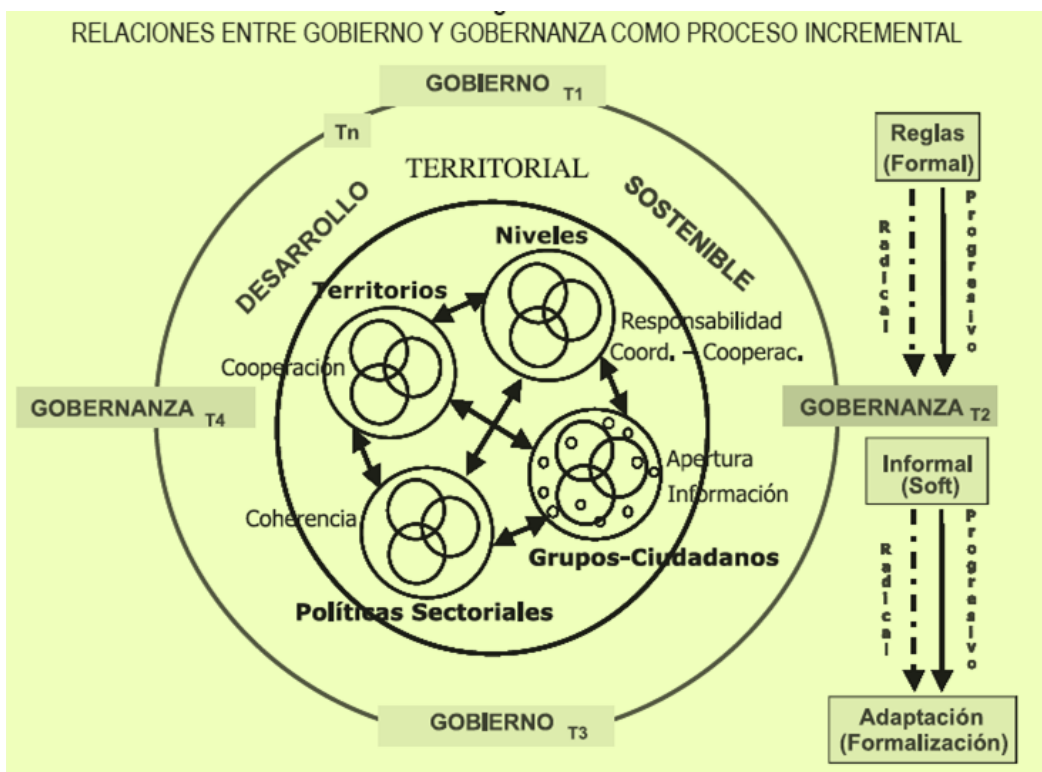 RELACIONES ENTRE GOBIERNO Y GOBERNANZA COMO PROCESO INCREMENTAL
GOBIERNO T1
Tn
TERRITORIAL
DESARROLLO
SOSTENIBLE
Niveles
Territorios
Responsabilidad
Coord. – Cooperac.
Cooperación
GOBERNANZA T4
Apertura
Información
Coherencia
Grupos-Ciudadanos
Políticas Sectoriales
GOBIERNO T3
Reglas
(Formal)
Radical
Progresivo
GOBERNANZA T2
Informal
(Soft)
Radical
Progresivo
Adaptación
(Formalización)